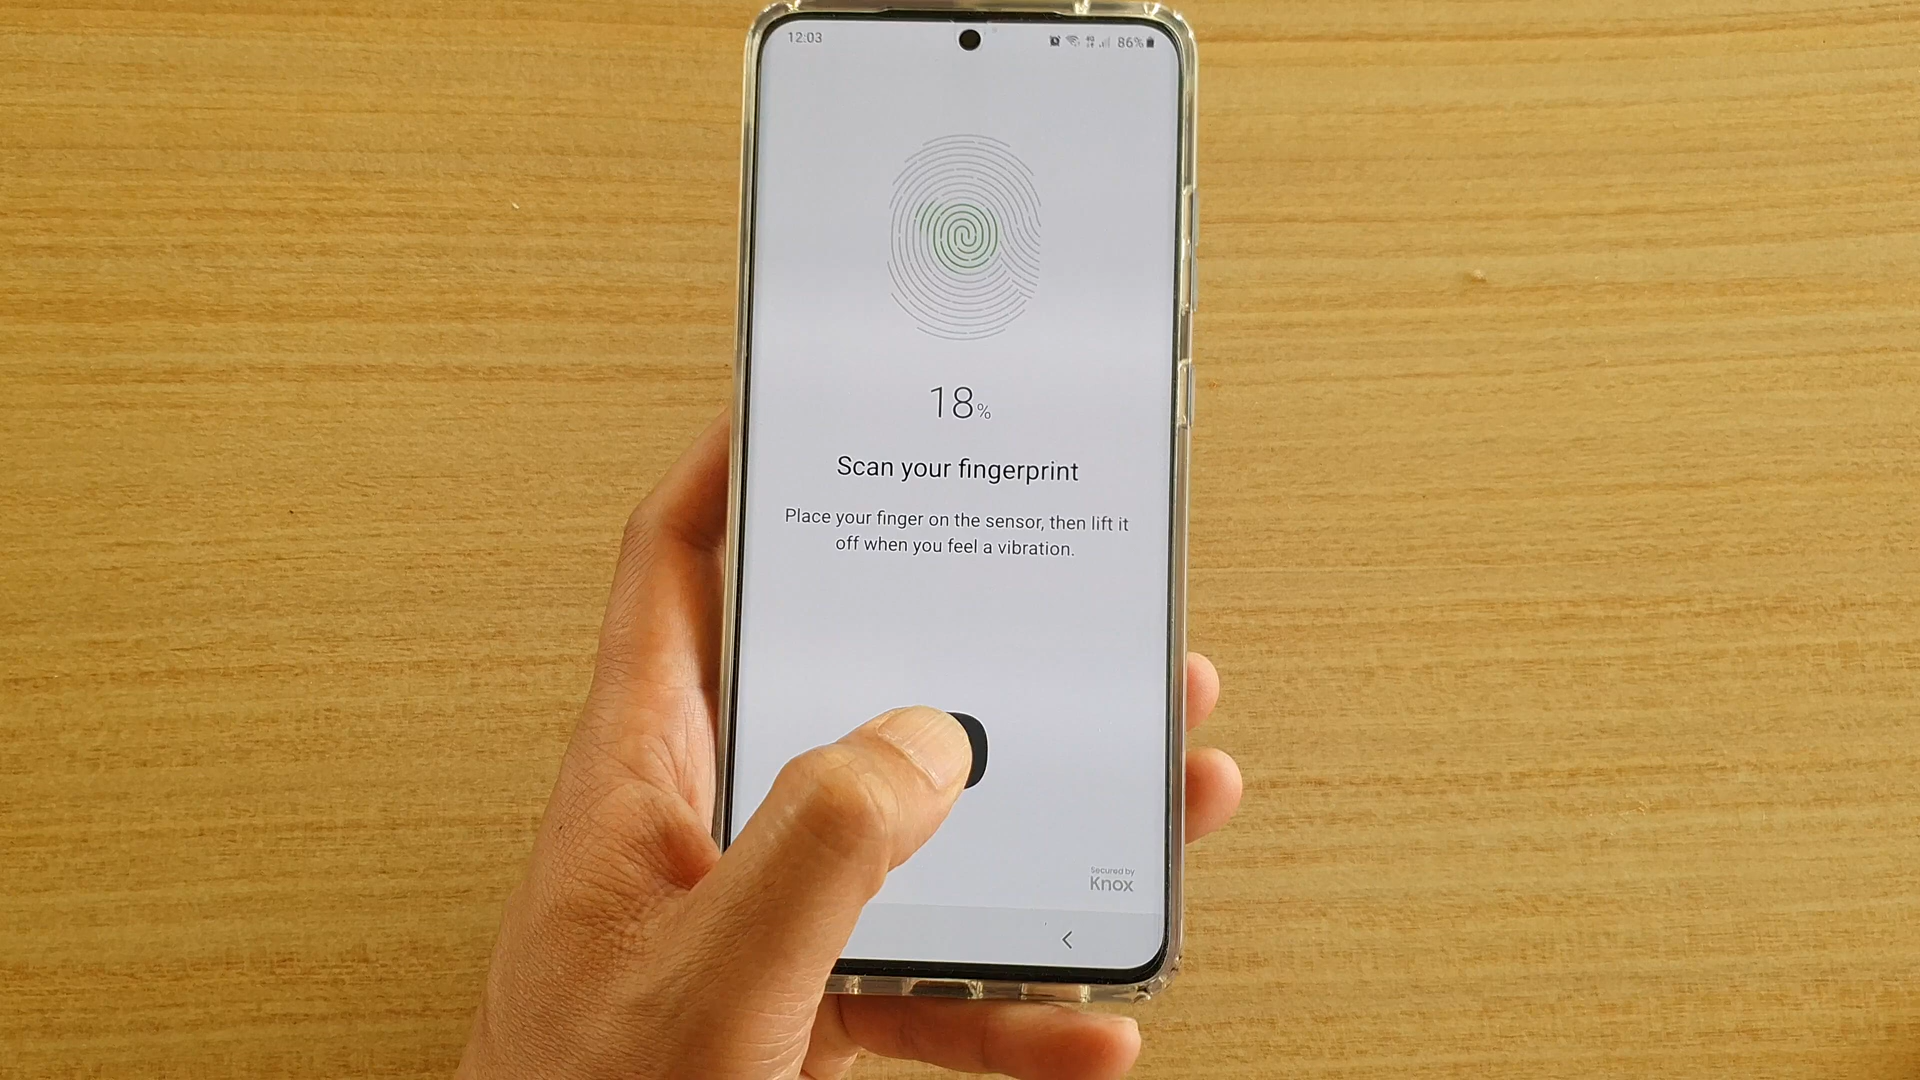 12:03
86%
18%
Scan your fingerprint
Place your finger on the sensor, then lift it
off when you feel a vibration.
Secured by
Knox